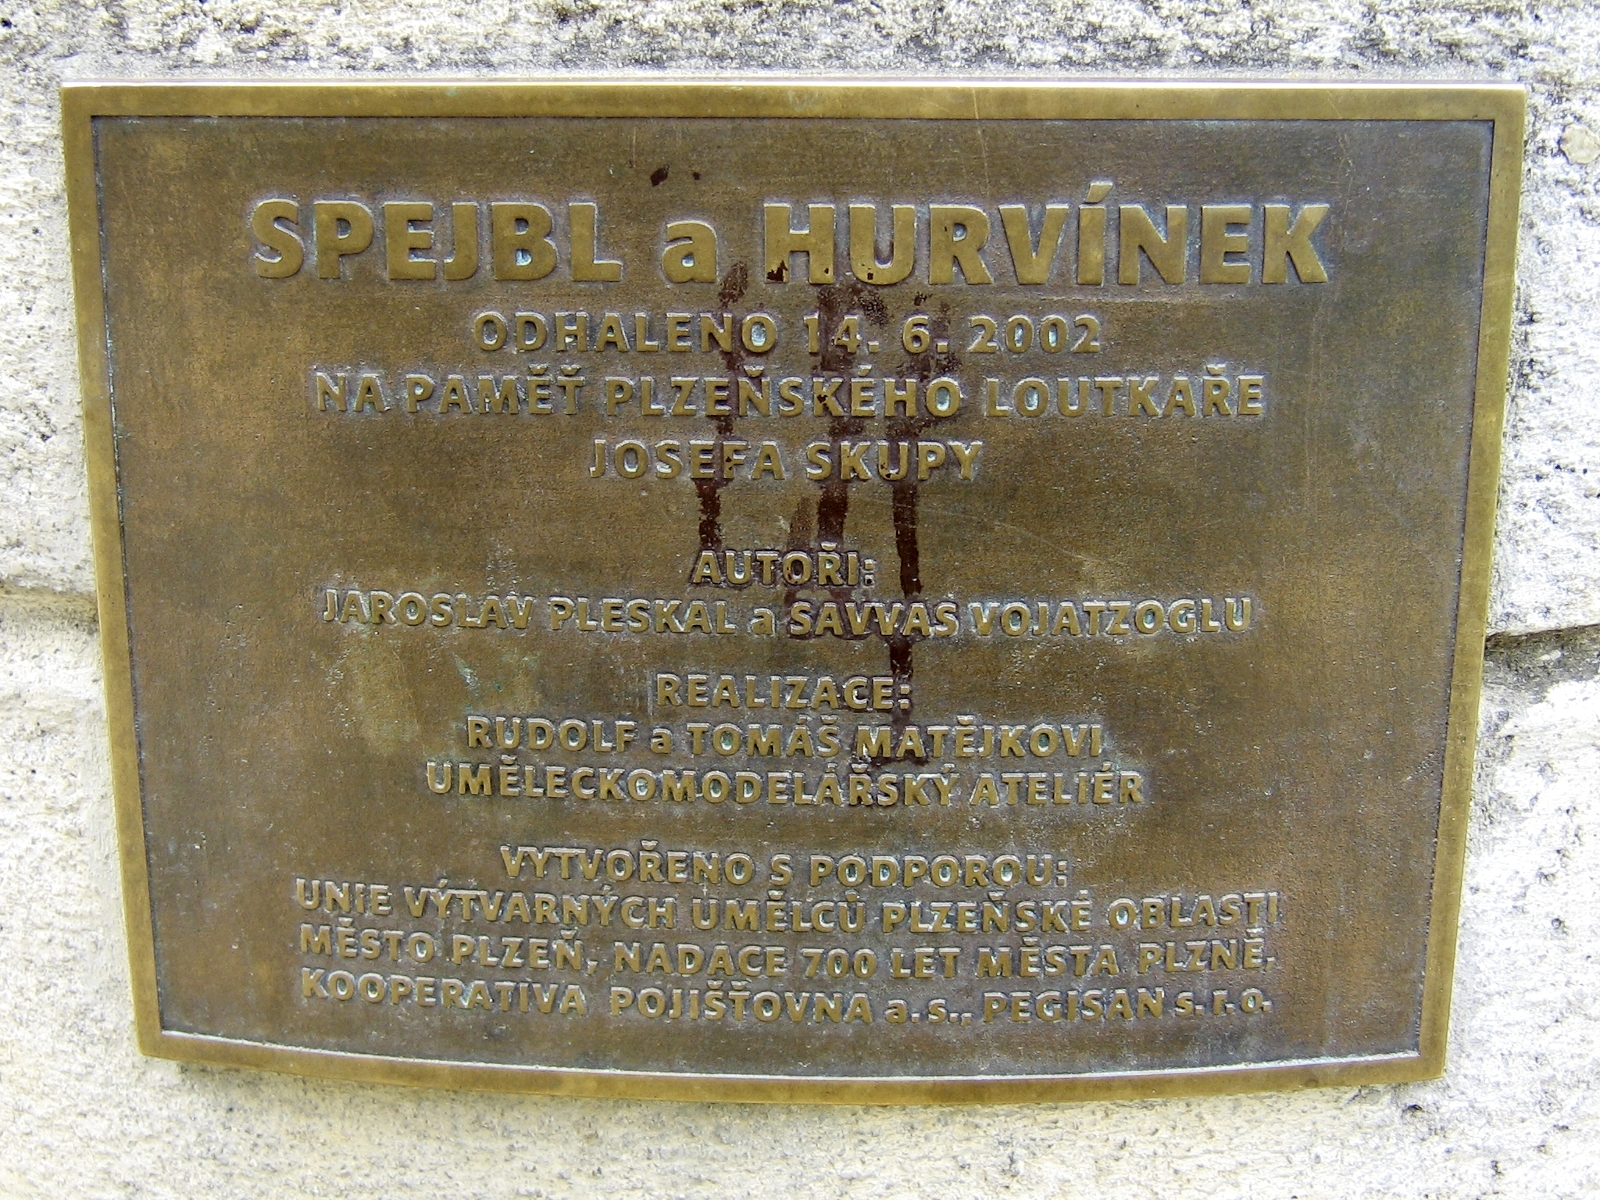 SPEJBL a HURVÍNEK
ODHALENO 14. 6. 2002
NA PAMĚŤ PLZEŇSKÉHO LOUTKAŘE
JOSEFA SKUPY
AUTOŘI:
JAROSLAV PLESKAL a SAVVAS VOJATZOGLU
REALIZACE:
RUDOLF a TOMÁŠ MATĚJKOVI
UMĚLECKOMODELÁŘSKÝ ATELIÉR
VYTVOŘENO S PODPOROU:
UNIE VÝTVARNÝCH UMĚLCŮ PLZEŇSKÉ OBLASTI
MĚSTO PLZEŇ, NADACE 700 LET MĚSTA PLZNĚ,
KOOPERATIVA POJIŠŤOVNA a.s., PEGISAN s.r.o.